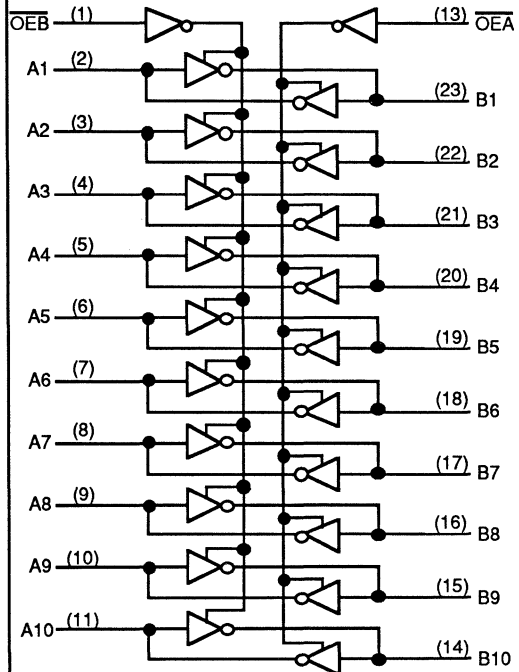 OEB (1) (13) OEA
A1 (2)
(23) B1
A2 (3)
(22) B2
A3 (4)
(21) B3
A4 (5)
(20) B4
A5 (6)
(19) B5
A6 (7)
(18) B6
A7 (8)
(17) B7
A8 (9)
(16) B8
A9 (10)
(15) B9
A10 (11)
(14) B10